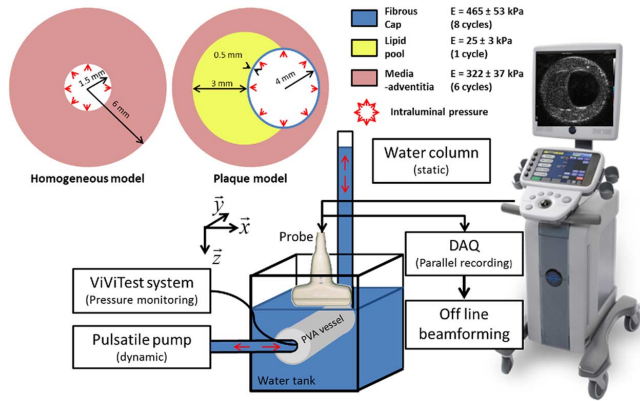 1.5 mm
6 mm
Homogeneous model
0.5 mm
3 mm
4 mm
Plaque model
Fibrous
Cap
E = 465 ± 53 kPa
(8 cycles)
Lipid
pool
E = 25 ± 3 kPa
(1 cycle)
Media
-adventitia
E = 322 ± 37 kPa
(6 cycles)
Intraluminal pressure
Water column
(static)
y
x
z
Probe
DAQ
(Parallel recording)
ViViTest system
(Pressure monitoring)
Off line
beamforming
PVA vessel
Pulsatile pump
(dynamic)
Water tank